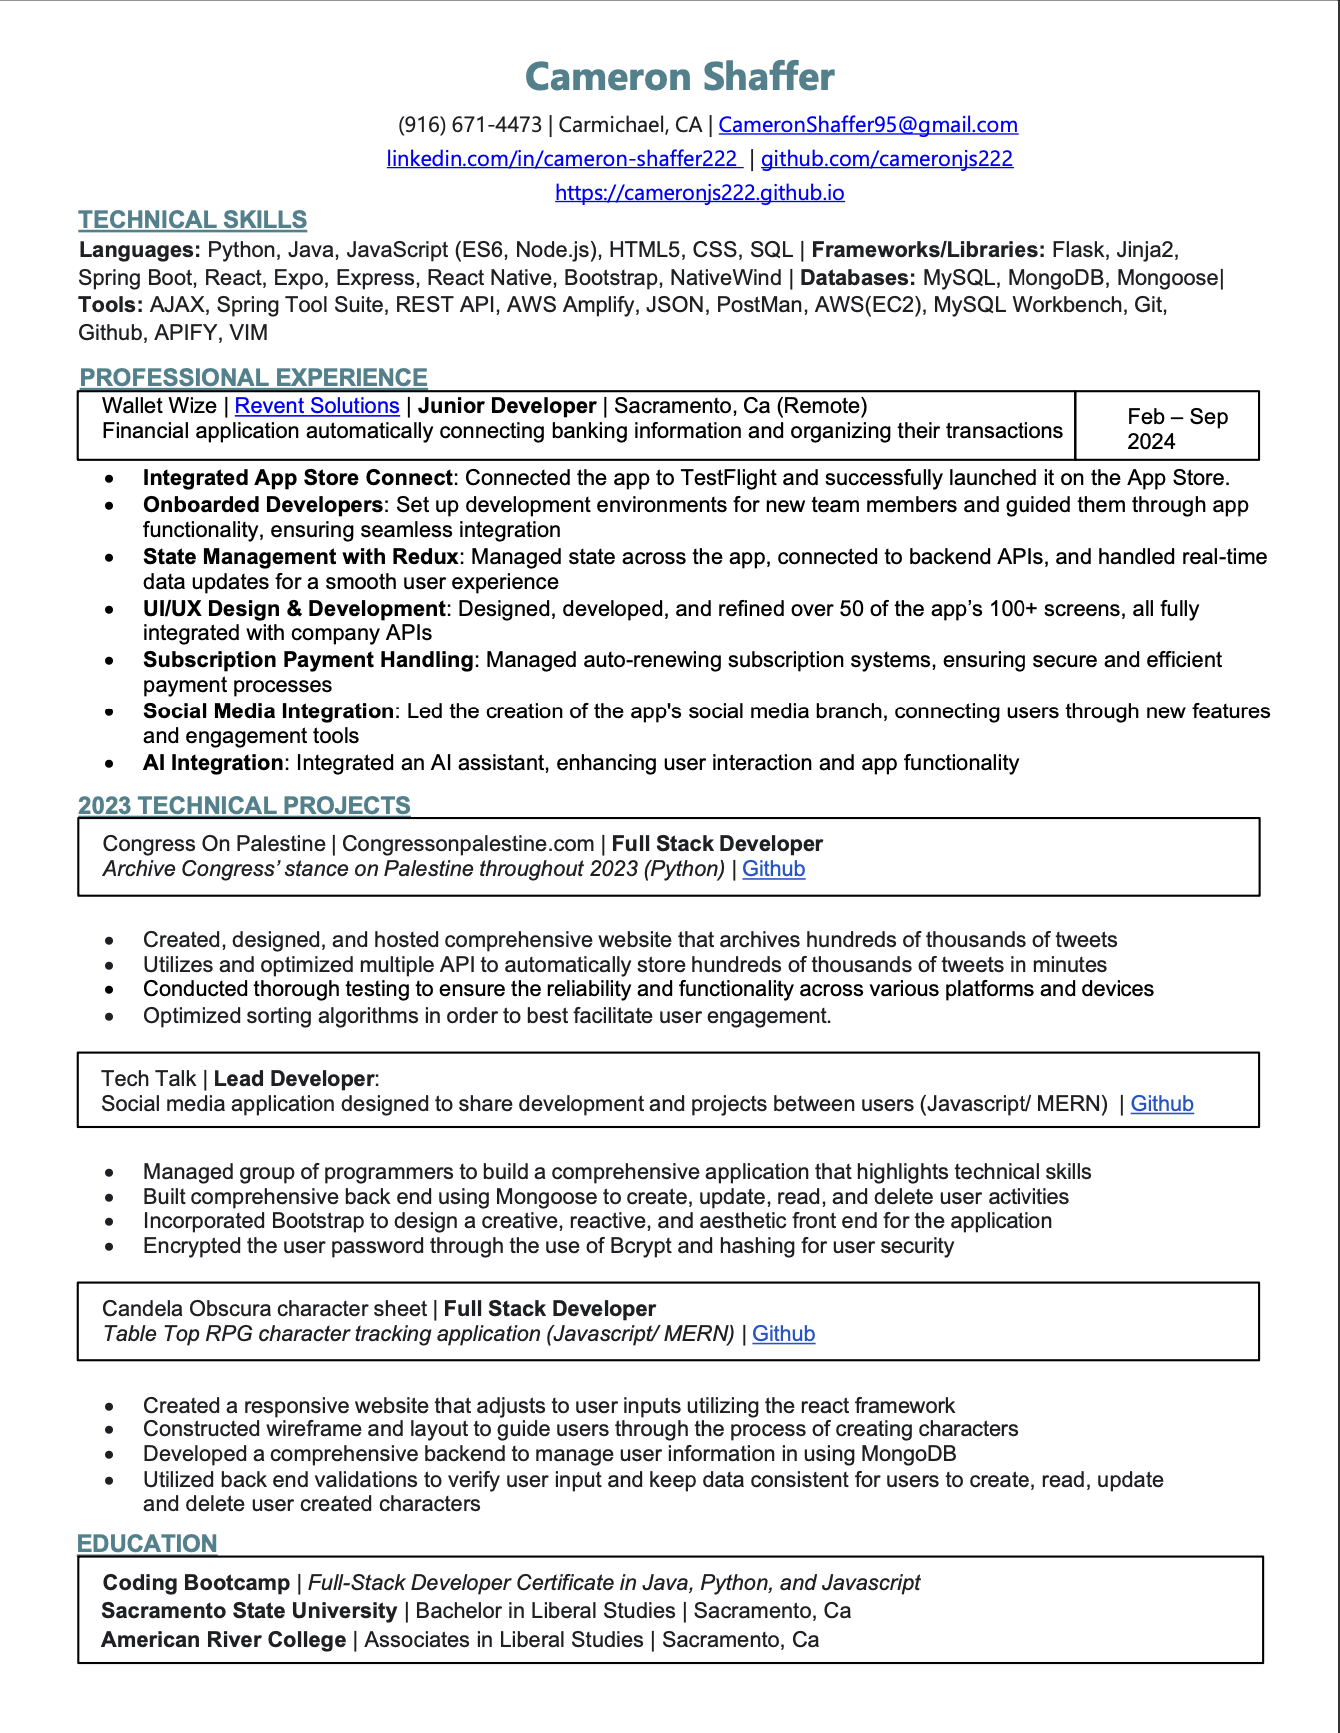 Cameron Shaffer
(916) 671-4473 | Carmichael, CA | CameronShaffer95@gmail.com
linkedin.com/in/cameron-shaffer222 | github.com/cameronjs222
https://cameronjs222.github.io
TECHNICAL SKILLS
Languages: Python, Java, JavaScript (ES6, Node.js), HTML5, CSS, SQL | Frameworks/Libraries: Flask, Jinja2,
Spring Boot, React, Expo, Express, React Native, Bootstrap, NativeWind | Databases: MySQL, MongoDB, Mongoose|
Tools: AJAX, Spring Tool Suite, REST API, AWS Amplify, JSON, PostMan, AWS(EC2), MySQL Workbench, Git,
Github, APIFY, VIM
PROFESSIONAL EXPERIENCE
Wallet Wize | Revent Solutions | Junior Developer | Sacramento, Ca (Remote)
Financial application automatically connecting banking information and organizing their transactions
Feb – Sep
2024
• Integrated App Store Connect: Connected the app to TestFlight and successfully launched it on the App Store.
• Onboarded Developers: Set up development environments for new team members and guided them through app
functionality, ensuring seamless integration
• State Management with Redux: Managed state across the app, connected to backend APIs, and handled real-time
data updates for a smooth user experience
• UI/UX Design & Development: Designed, developed, and refined over 50 of the app’s 100+ screens, all fully
integrated with company APIs
• Subscription Payment Handling: Managed auto-renewing subscription systems, ensuring secure and efficient
payment processes
• Social Media Integration: Led the creation of the app's social media branch, connecting users through new features
and engagement tools
• AI Integration: Integrated an AI assistant, enhancing user interaction and app functionality
2023 TECHNICAL PROJECTS
Congress On Palestine | Congressonpalestine.com | Full Stack Developer
Archive Congress’ stance on Palestine throughout 2023 (Python) | Github
• Created, designed, and hosted comprehensive website that archives hundreds of thousands of tweets
• Utilizes and optimized multiple API to automatically store hundreds of thousands of tweets in minutes
• Conducted thorough testing to ensure the reliability and functionality across various platforms and devices
• Optimized sorting algorithms in order to best facilitate user engagement.
Tech Talk | Lead Developer:
Social media application designed to share development and projects between users (Javascript/ MERN) | Github
• Managed group of programmers to build a comprehensive application that highlights technical skills
• Built comprehensive back end using Mongoose to create, update, read, and delete user activities
• Incorporated Bootstrap to design a creative, reactive, and aesthetic front end for the application
• Encrypted the user password through the use of Bcrypt and hashing for user security
Candela Obscura character sheet | Full Stack Developer
Table Top RPG character tracking application (Javascript/ MERN) | Github
• Created a responsive website that adjusts to user inputs utilizing the react framework
• Constructed wireframe and layout to guide users through the process of creating characters
• Developed a comprehensive backend to manage user information in using MongoDB
• Utilized back end validations to verify user input and keep data consistent for users to create, read, update
and delete user created characters
EDUCATION
Coding Bootcamp | Full-Stack Developer Certificate in Java, Python, and Javascript
Sacramento State University | Bachelor in Liberal Studies | Sacramento, Ca
American River College | Associates in Liberal Studies | Sacramento, Ca